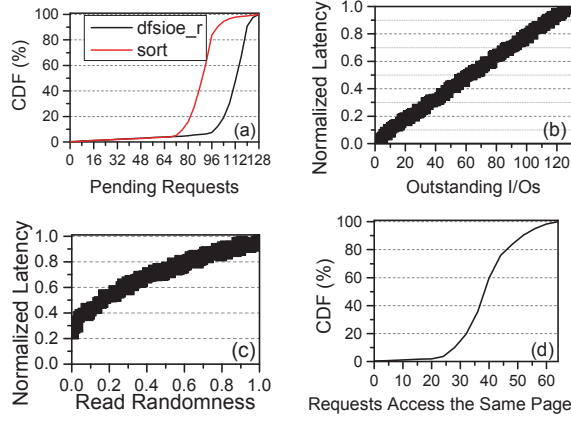 100
80
60
40
20
0
CDF (%)
dfsioe_r
sort
(a)
0 16 32 48 64 80 96 112 128
Pending Requests
1.0
0.8
0.6
0.4
0.2
0.0
Normalized Latency
(b)
0 20 40 60 80 100 120
Outstanding I/Os
1.0
0.8
0.6
0.4
0.2
0.0
Normalized Latency
(c)
0.0 0.2 0.4 0.6 0.8 1.0
Read Randomness
100
80
60
40
20
0
CDF (%)
(d)
0 10 20 30 40 50 60
Requests Access the Same Page